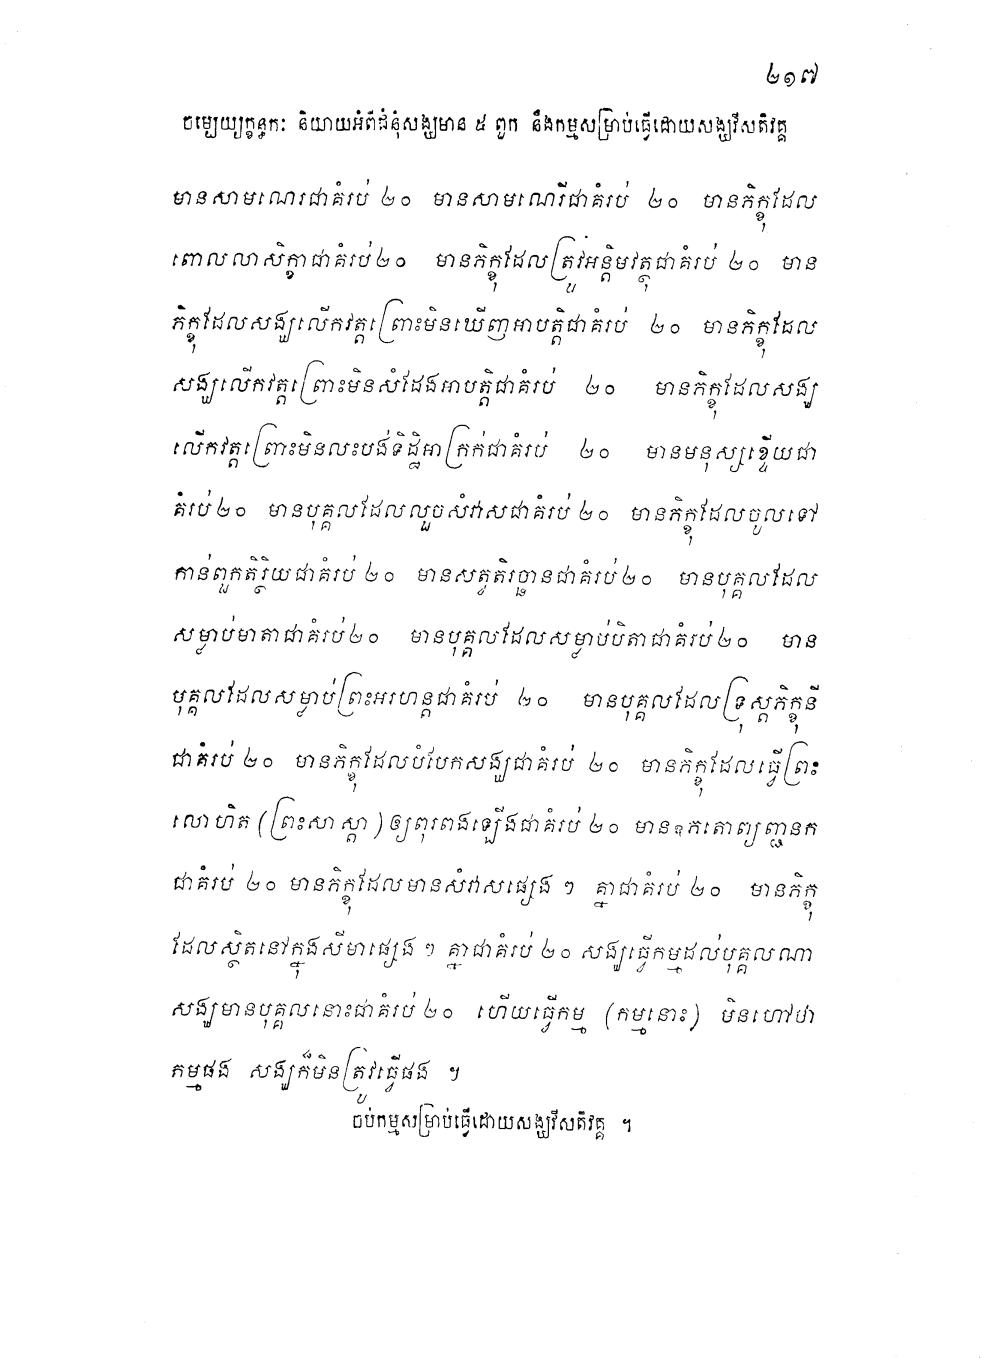 ២១៧
ចម្បេយ្យក្ខន្ធកៈ និយាយអំពីជំនុំសង្ឃមាន ៥ ពួក នឹងកម្មសម្រាប់ធ្វើដោយសង្ឃវីសតិវគ្គ
មានសាមណេរជាគំរប់ ២០ មានសាមណេរីជាគំរប់ ២០ មានភិក្ខុដែល
ពោលលាសិក្ខាជាគំរប់ ២០ មានភិក្ខុដែលត្រូវអន្តិមវត្ថុជាគំរប់ ២០ មាន
ភិក្ខុដែលសង្ឃលើកវត្តព្រោះមិនឃើញអាបត្តិជាគំរប់ ២០ មានភិក្ខុដែល
សង្ឃលើកវត្តព្រោះមិនសំដែងអាបត្តិជាគំរប់ ២០ មានភិក្ខុដែលសង្ឃ
លើកវត្តព្រោះមិនលះបង់ទិដ្ឋិអាក្រក់ជាគំរប់ ២០ មានមនុស្សខ្ទើយជា
គំរប់ ២០ មានបុគ្គលដែលលួចសំវាសជាគំរប់ ២០ មានភិក្ខុដែលចូលទៅ
កាន់ពួកតិរ្ថិយជាគំរប់ ២០ មានសត្វតិរច្ឆានជាគំរប់ ២០ មានបុគ្គលដែល
សម្លាប់មាតាជាគំរប់ ២០ មានបុគ្គលដែលសម្លាប់បិតាជាគំរប់ ២០ មាន
បុគ្គលដែលសម្លាប់ព្រះអរហន្តជាគំរប់ ២០ មានបុគ្គលដែលទ្រុស្តភិក្ខុនី
ជាគំរប់ ២០ មានភិក្ខុដែលបំបែកសង្ឃជាគំរប់ ២០ មានភិក្ខុដែលធ្វើព្រះ
លោហិត (ព្រះសាស្តា) ឲ្យពុរពងឡើងជាគំរប់ ២០ មានឧភតោព្យញ្ជនក
ជាគំរប់ ២០ មានភិក្ខុដែលមានសំវាសផ្សេង ៗ គ្នាជាគំរប់ ២០ មានភិក្ខុ
ដែលស្ថិតនៅក្នុងសីមាផ្សេង ៗ គ្នាជាគំរប់ ២០ សង្ឃធ្វើកម្មដល់បុគ្គលណា
សង្ឃមានបុគ្គលនោះជាគំរប់ ២០ ហើយធ្វើកម្ម (កម្មនោះ) មិនហៅថា
កម្មផង សង្ឃក៏មិនត្រូវធ្វើផង ។
ចប់កម្មសម្រាប់ធ្វើដោយសង្ឃវីសតិវគ្គ ។